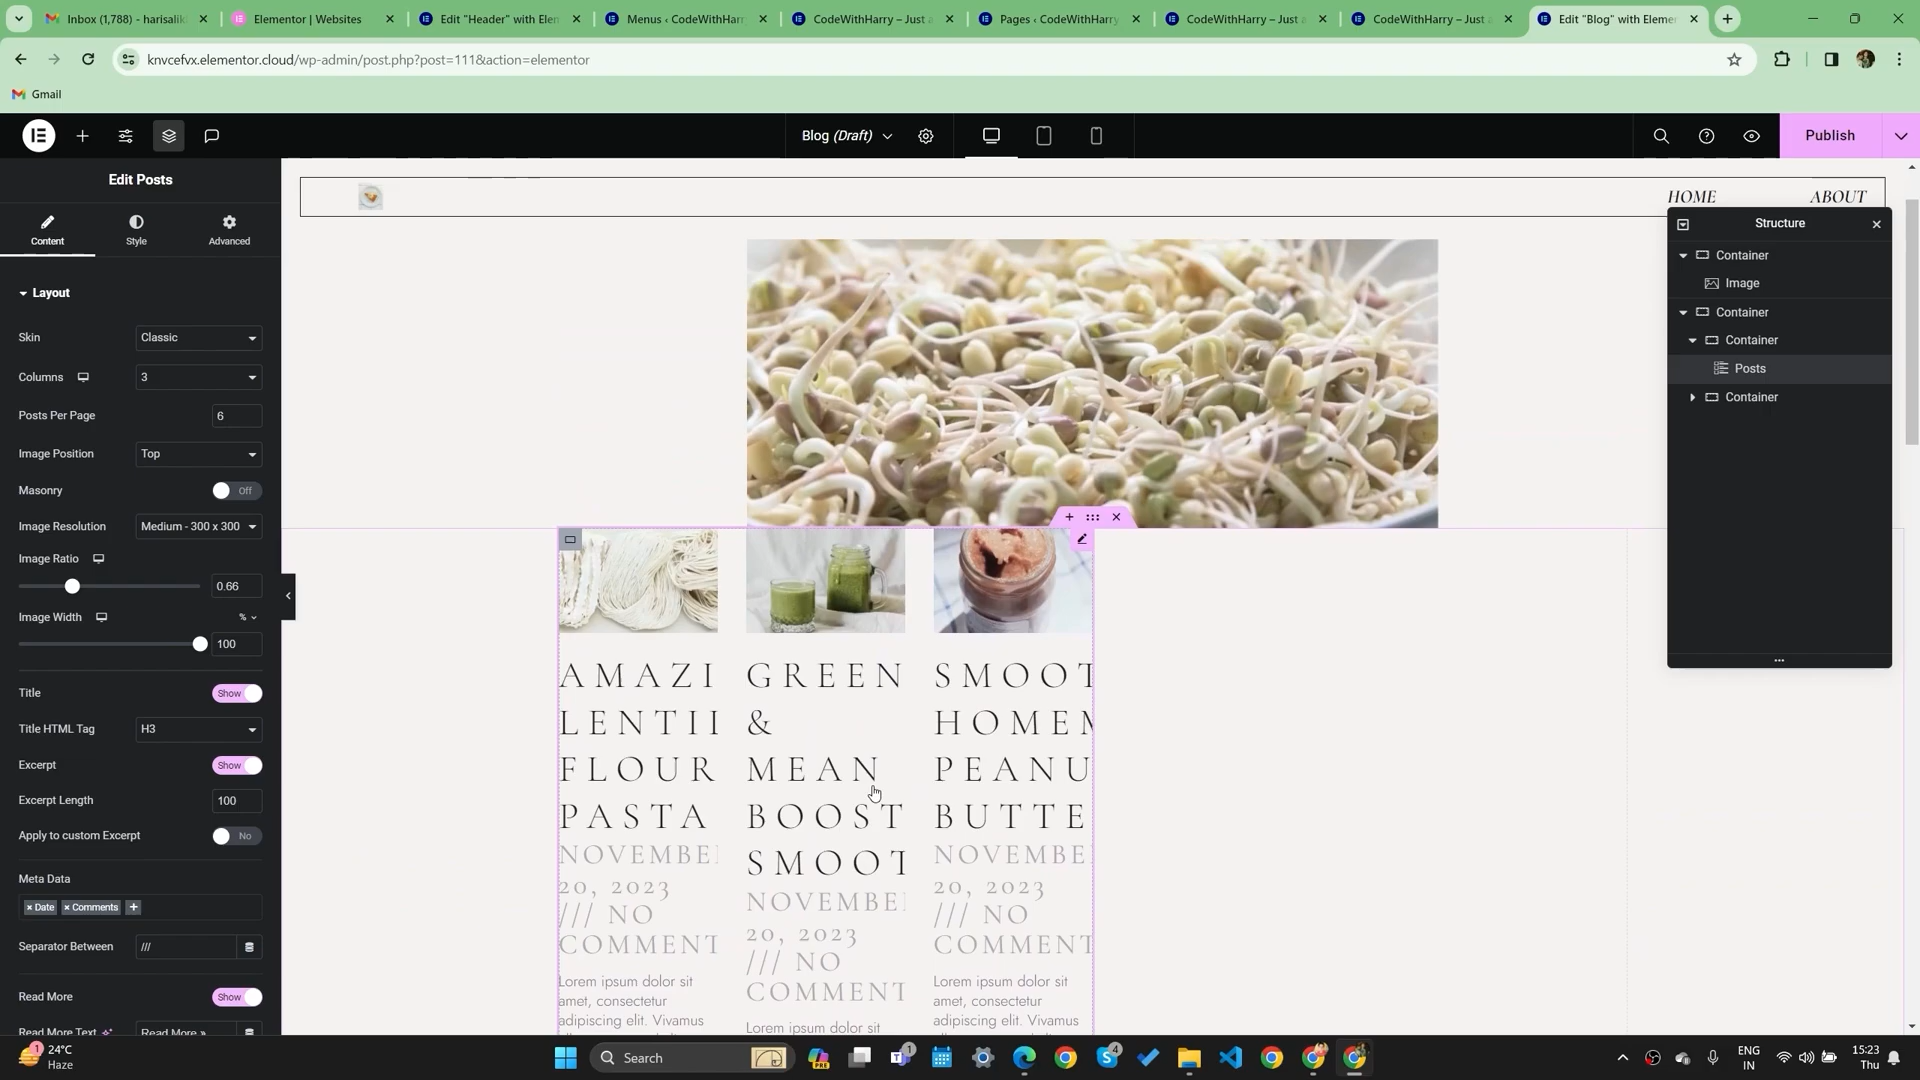 Inbox (1,788) - harisalik
Elementor | Websites
Edit "Header" with Elem
Menus ‹ CodeWithHarry
CodeWithHarry – Just a
Pages ‹ CodeWithHarry
CodeWithHarry – Just a
CodeWithHarry – Just a
Edit "Blog" with Eleme
knvcefvx.elementor.cloud/wp-admin/post.php?post=111&action=elementor
Gmail
Blog (Draft)
Publish
Edit Posts
Content
Style
Advanced
Layout
Skin
Classic
Columns
3
Posts Per Page
6
Image Position
Top
Masonry
Off
Image Resolution
Medium - 300 x 300
Image Ratio
0.66
Image Width
%
100
Title
Show
Title HTML Tag
H3
Excerpt
Show
Excerpt Length
100
Apply to custom Excerpt
No
Meta Data
× Date × Comments +
Separator Between
///
Read More
Show
Read More Text
Read More »
HOME
ABOUT
Structure
Container
Image
Container
Container
Posts
Container
AMAZI
LENTIL
FLOUR
PASTA
NOVEMBE
20, 2023
/// NO
COMMENT
Lorem ipsum dolor sit
amet, consectetur
adipiscing elit. Vivamus
GREEN
&
MEAN
BOOST
SMOOT
NOVEMBE
20, 2023
/// NO
COMMENT
Lorem ipsum dolor sit
SMOOT
HOMEM
PEANU
BUTTE
NOVEMBE
20, 2023
/// NO
COMMENT
Lorem ipsum dolor sit
amet, consectetur
adipiscing elit. Vivamus
1
24°C
Haze
Search
PRE
1
4
ENG
IN
15:23
Thu